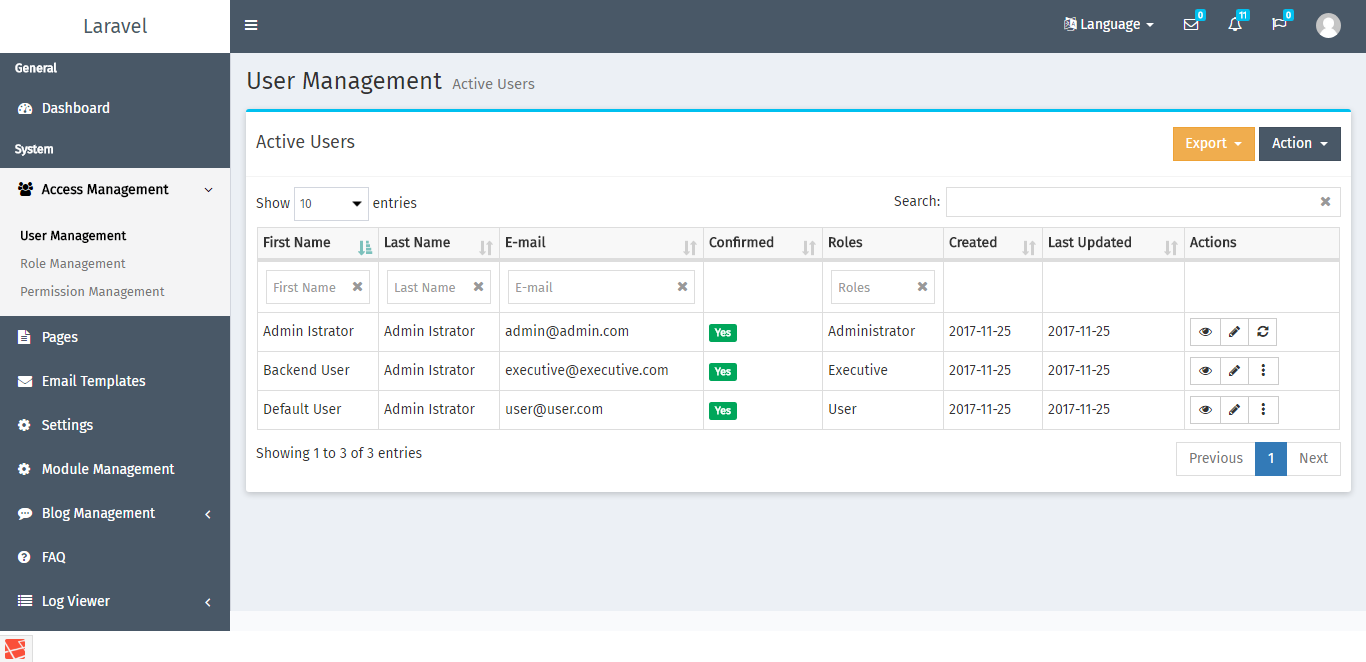 Laravel
Language 0 11 0
General
Dashboard
System
Access Management
User Management
Role Management
Permission Management
Pages
Email Templates
Settings
Module Management
Blog Management
FAQ
Log Viewer
User Management Active Users
Active Users
Export Action
Show 10 entries Search:
First Name Last Name E-mail Confirmed Roles Created Last Updated Actions
First Name Last Name E-mail Roles
Admin Istrator Admin Istrator admin@admin.com Yes Administrator 2017-11-25 2017-11-25
Backend User Admin Istrator executive@executive.com Yes Executive 2017-11-25 2017-11-25
Default User Admin Istrator user@user.com Yes User 2017-11-25 2017-11-25
Showing 1 to 3 of 3 entries
Previous 1 Next